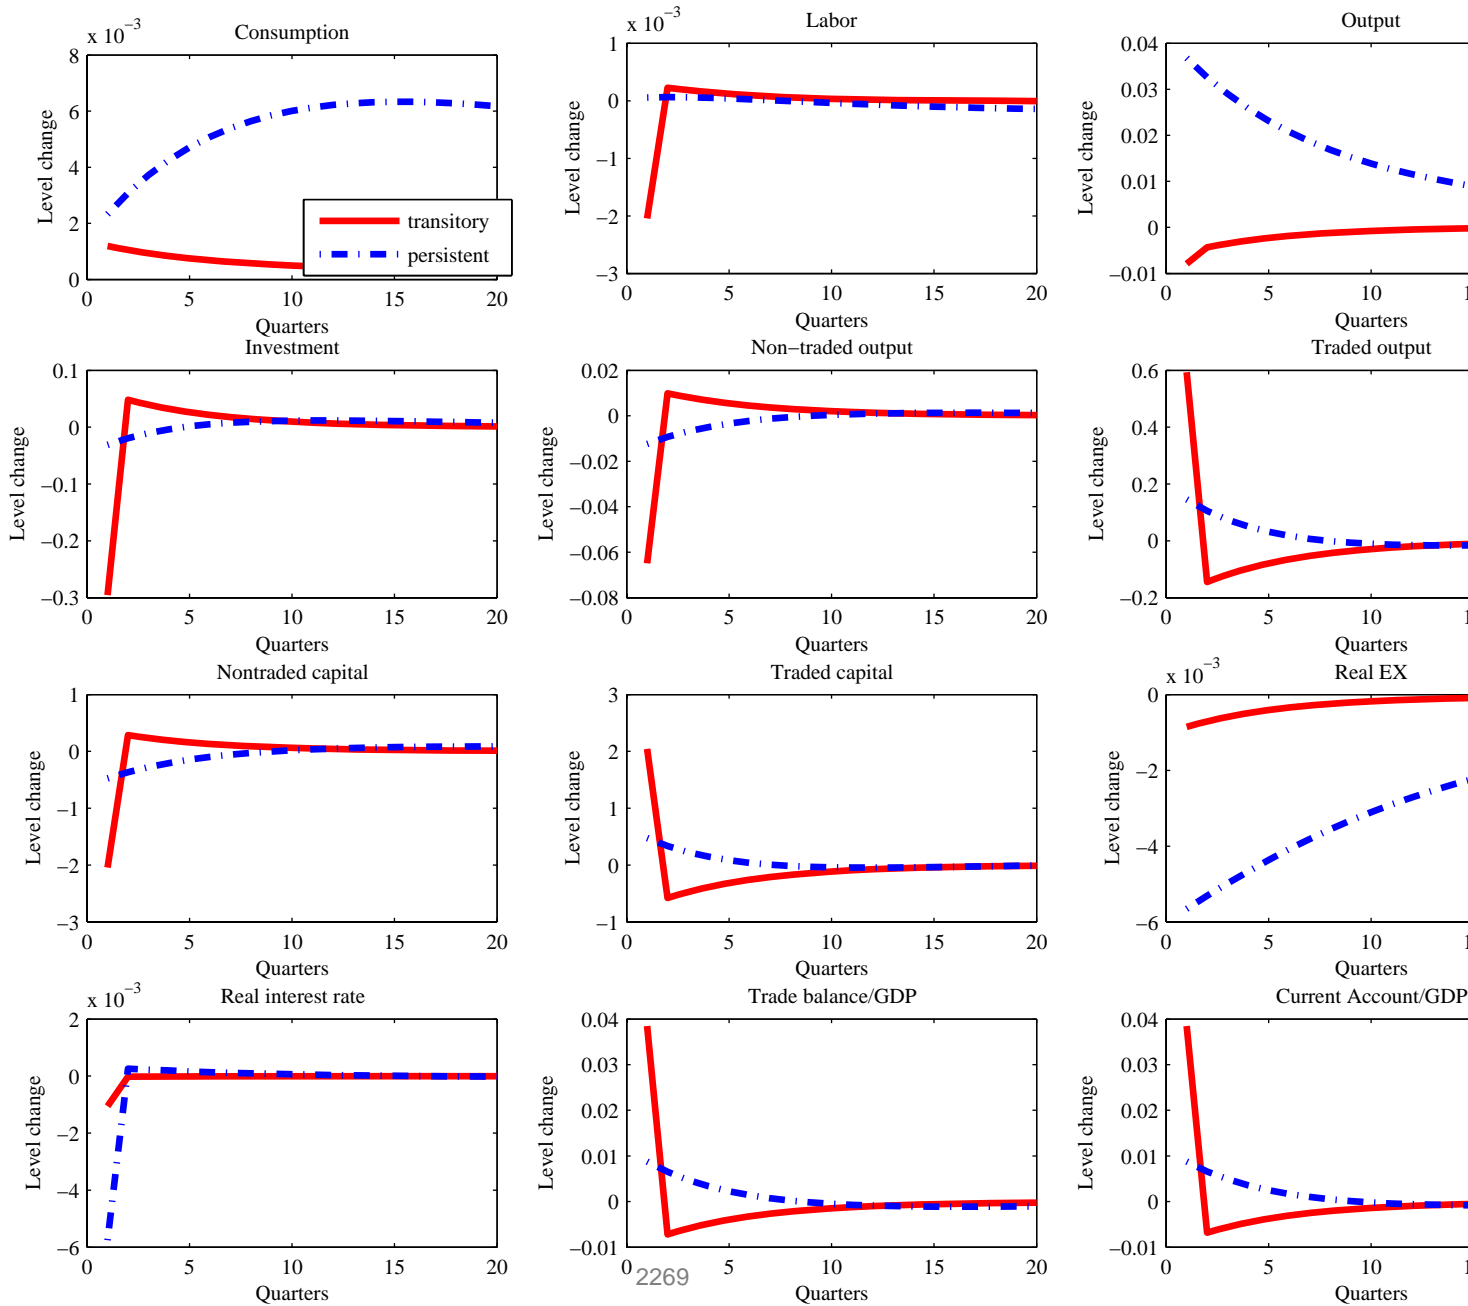 x 10−3
Consumption
8
6
4
2
0
0 5 10 15 20
Level change
Quarters
transitory
persistent
x 10−3
Labor
1
0
−1
−2
−3
0 5 10 15 20
Level change
Quarters
Output
0.04
0.03
0.02
0.01
0
−0.01
0 5 10 1
Level change
Quarters
Investment
0.1
0
−0.1
−0.2
−0.3
0 5 10 15 20
Level change
Quarters
Non−traded output
0.02
0
−0.02
−0.04
−0.06
−0.08
0 5 10 15 20
Level change
Quarters
Traded output
0.6
0.4
0.2
0
−0.2
0 5 10 1
Level change
Quarters
Nontraded capital
1
0
−1
−2
−3
0 5 10 15 20
Level change
Quarters
Traded capital
3
2
1
0
−1
0 5 10 15 20
Level change
Quarters
x 10−3
Real EX
0
−2
−4
−6
0 5 10 1
Level change
Quarters
x 10−3
Real interest rate
2
0
−2
−4
−6
0 5 10 15 20
Level change
Quarters
Trade balance/GDP
0.04
0.03
0.02
0.01
0
−0.01
0 5 10 15 20
Level change
Quarters
Current Account/GDP
0.04
0.03
0.02
0.01
0
−0.01
0 5 10 1
Level change
Quarters
2269